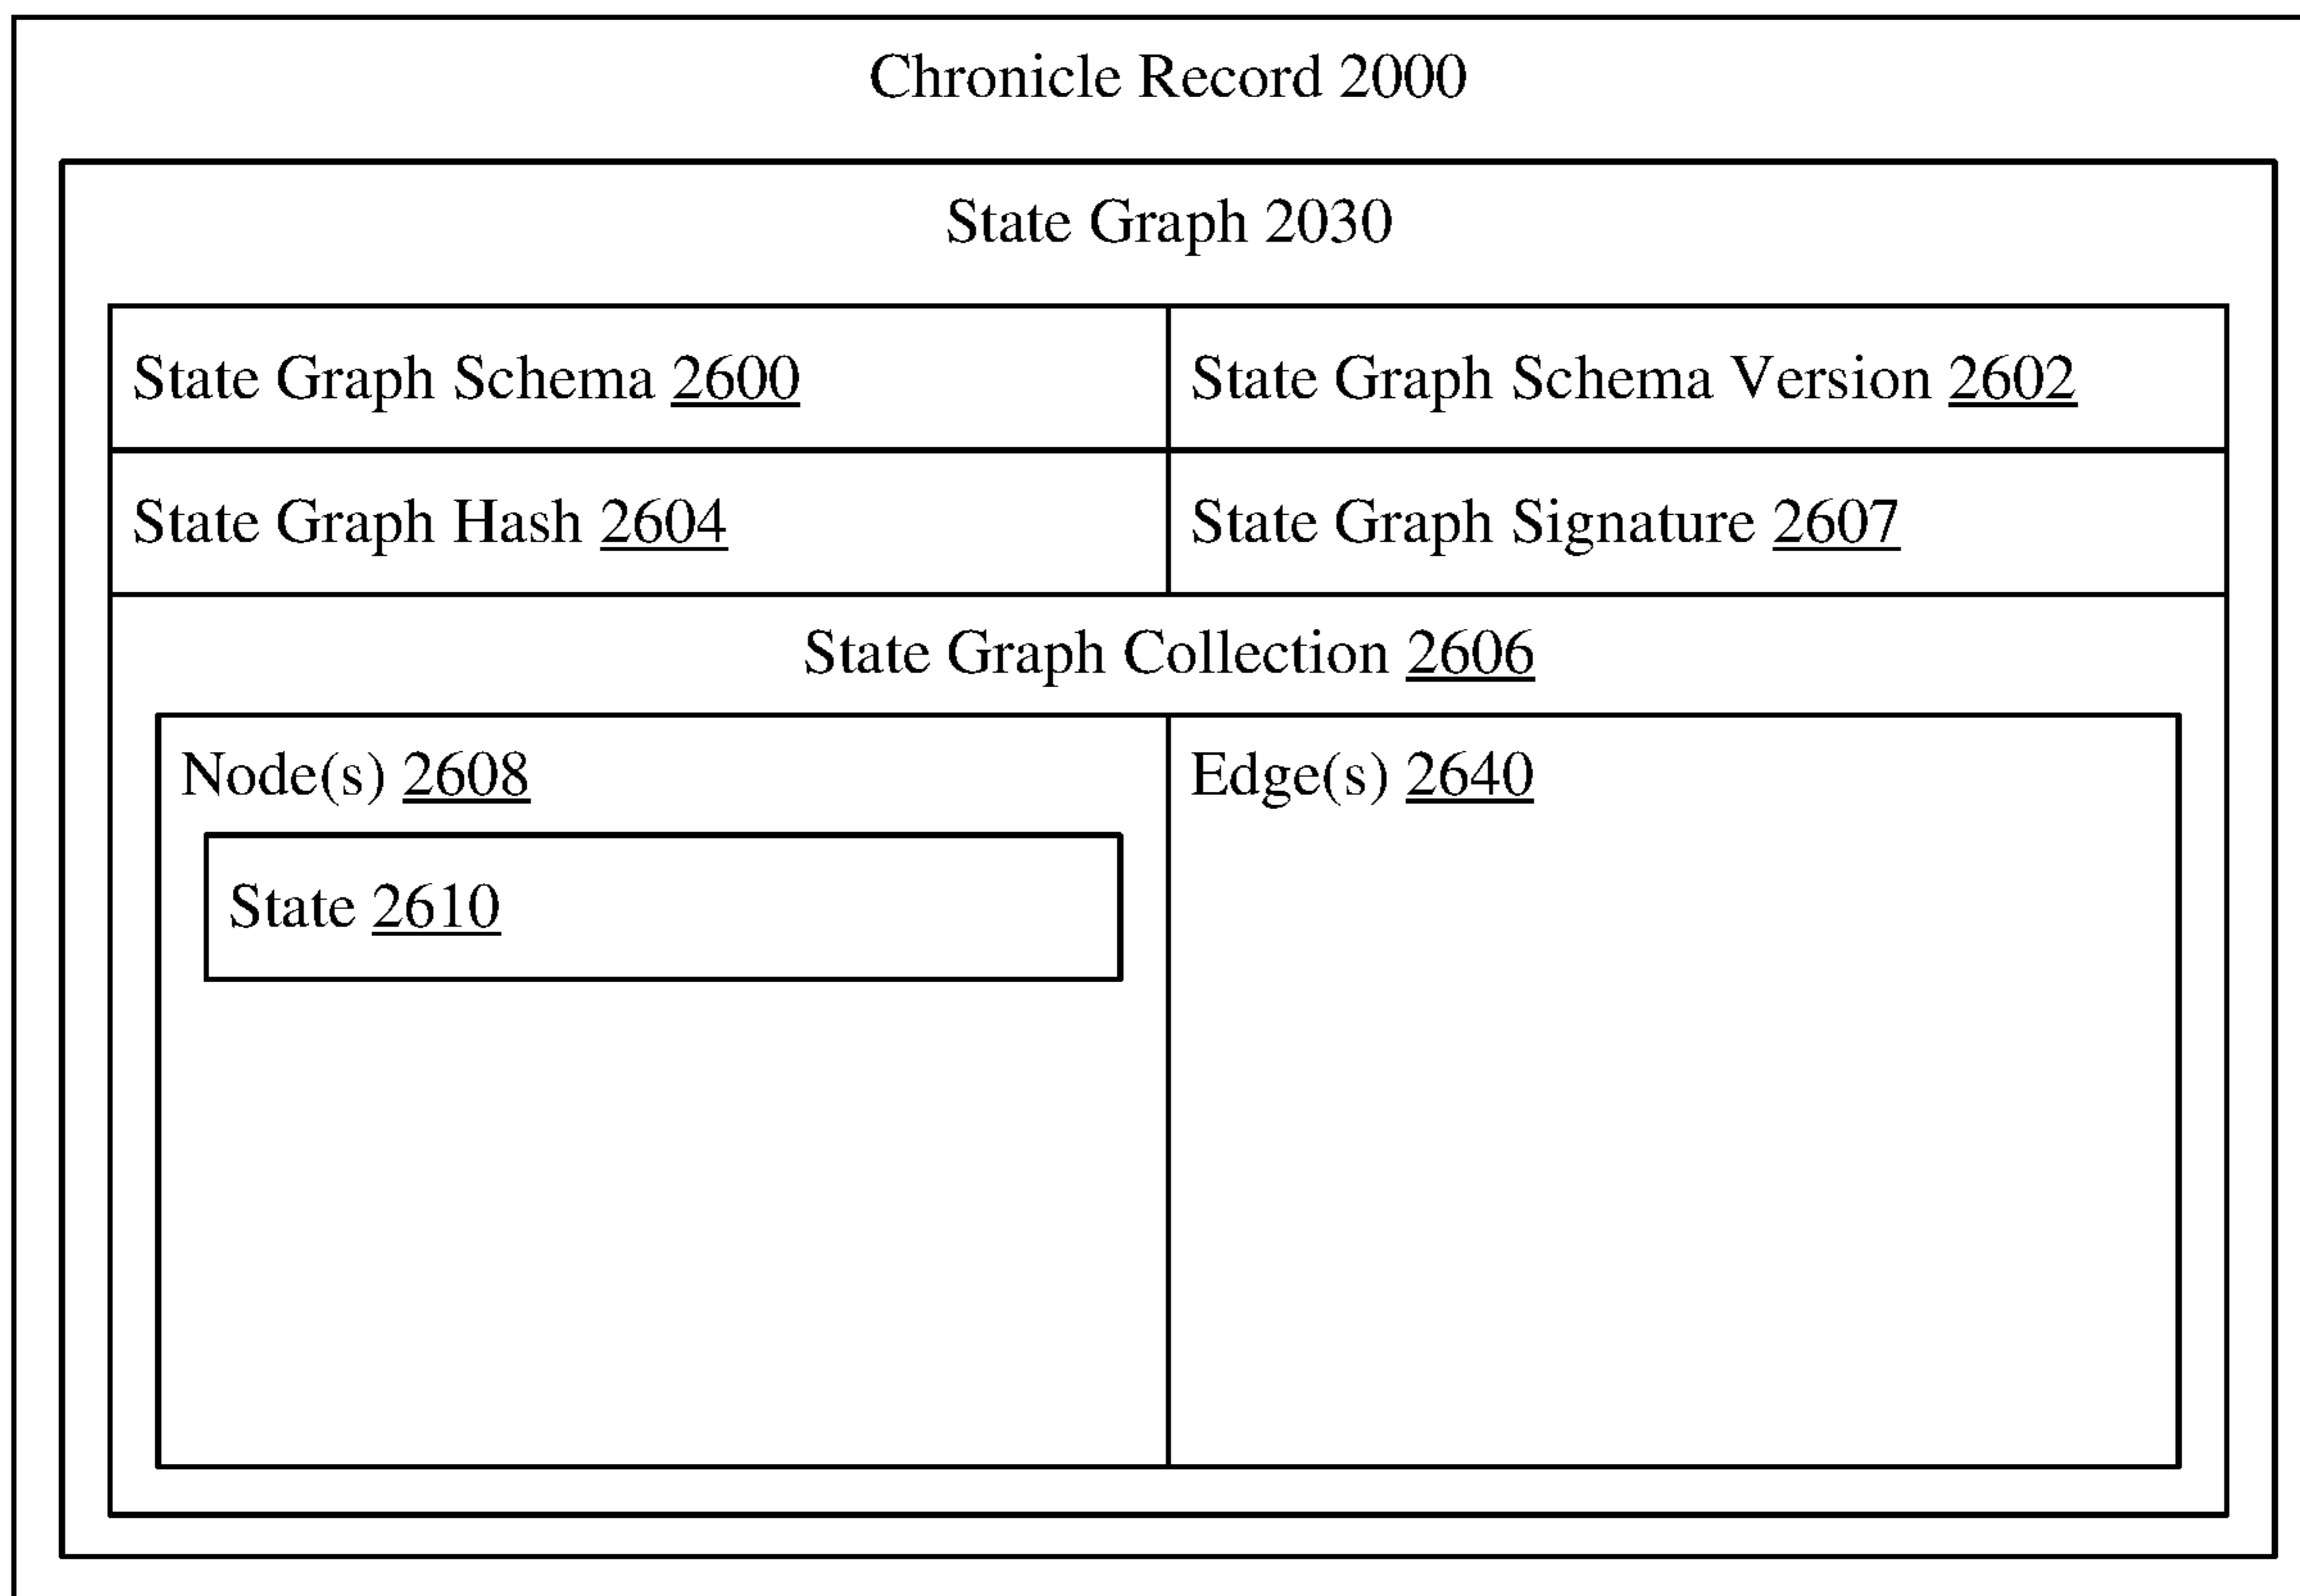 Chronicle Record 2000
State Graph 2030
State Graph Schema 2600
State Graph Schema Version 2602
State Graph Hash 2604
State Graph Signature 2607
State Graph Collection 2606
Node(s) 2608
Edge(s) 2640
State 2610